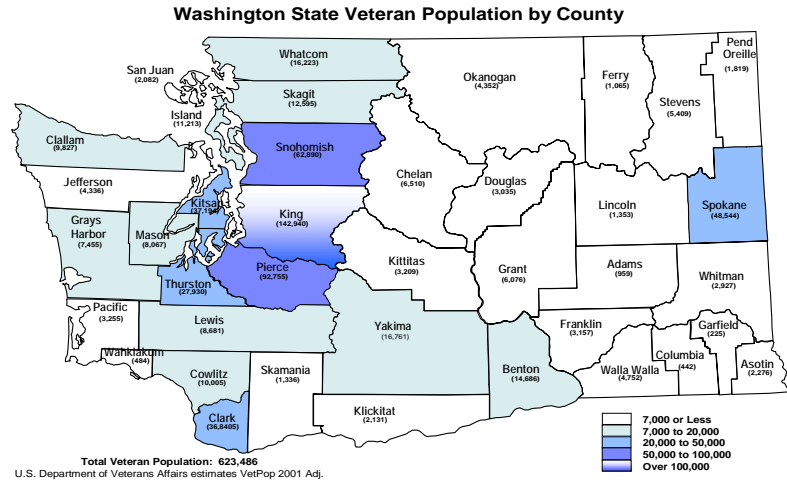 Washington State Veteran Population by County
Whatcom
(16,223)
San Juan
(2,082)
Skagit
(12,595)
Island
(11,213)
Okanogan
(4,352)
Ferry
(1,065)
Pend
Oreille
(1,819)
Stevens
(5,409)
Clallam
(9,827)
Snohomish
(62,890)
Chelan
(6,510)
Douglas
(3,035)
Jefferson
(4,336)
Kitsap
(37,194)
King
(142,940)
Lincoln
(1,353)
Spokane
(48,544)
Grays
Harbor
(7,455)
Mason
(8,067)
Pierce
(92,755)
Kittitas
(3,209)
Grant
(6,076)
Adams
(959)
Whitman
(2,927)
Thurston
(27,930)
Pacific
(3,255)
Lewis
(8,681)
Yakima
(16,761)
Franklin
(3,157)
Garfield
(225)
Wahkiakum
(484)
Cowlitz
(10,005)
Skamania
(1,336)
Benton
(14,686)
Walla Walla
(4,752)
Columbia
(442)
Asotin
(2,276)
Clark
(36,8405)
Klickitat
(2,131)
7,000 or Less
7,000 to 20,000
20,000 to 50,000
50,000 to 100,000
Over 100,000
Total Veteran Population: 623,486
U.S. Department of Veterans Affairs estimates VetPop 2001 Adj.